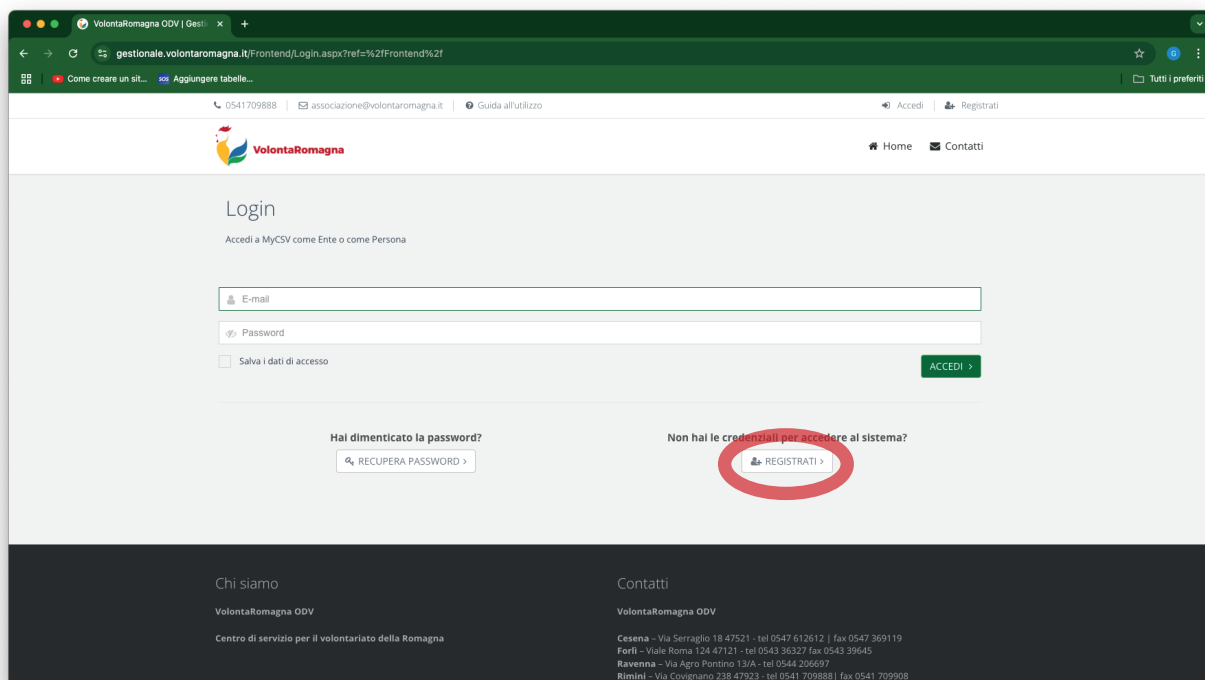 VolontaRomagna ODV | Gesti
gestionale.volontaromagna.it/Frontend/Login.aspx?ref=%2fFrontend%2f
G
Come creare un sit... SOS Aggiungere tabelle...
Tutti i preferiti
0541709888 | associazione@volontaromagna.it | Guida all'utilizzo
Accedi | Registrati
VolontaRomagna
Home Contatti
Login
Accedi a MyCSV come Ente o come Persona
E-mail
Password
Salva i dati di accesso
ACCEDI >
Hai dimenticato la password?
RECUPERA PASSWORD >
Non hai le credenziali per accedere al sistema?
REGISTRATI >
Chi siamo
VolontaRomagna ODV
Centro di servizio per il volontariato della Romagna
Contatti
VolontaRomagna ODV
Cesena – Via Serraglio 18 47521 - tel 0547 612612 | fax 0547 369119
Forlì – Viale Roma 124 47121 - tel 0543 36327 fax 0543 39645
Ravenna – Via Agro Pontino 13/A - tel 0544 206697
Rimini – Via Covignano 238 47923 - tel 0541 709888| fax 0541 709908